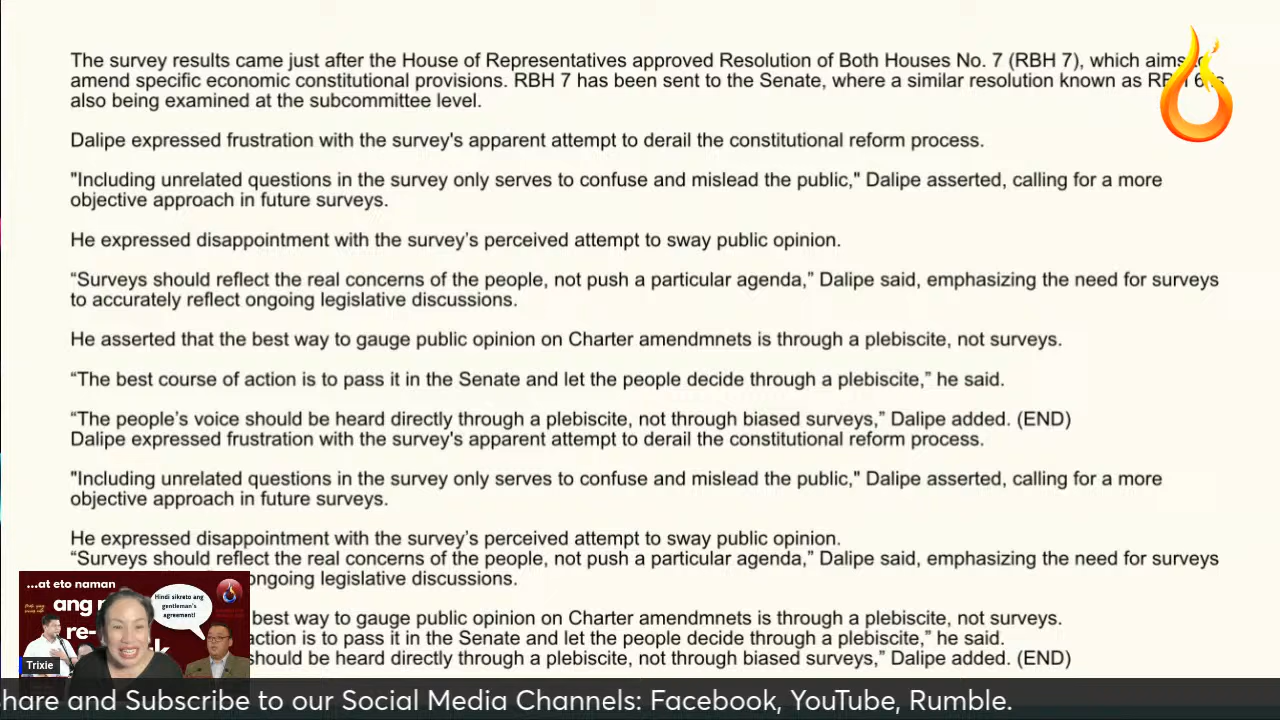 The survey results came just after the House of Representatives approved Resolution of Both Houses No. 7 (RBH 7), which aims
amend specific economic constitutional provisions. RBH 7 has been sent to the Senate, where a similar resolution known as
also being examined at the subcommittee level.
Dalipe expressed frustration with the survey's apparent attempt to derail the constitutional reform process.
"Including unrelated questions in the survey only serves to confuse and mislead the public," Dalipe asserted, calling for a more
objective approach in future surveys.
He expressed disappointment with the survey’s perceived attempt to sway public opinion.
“Surveys should reflect the real concerns of the people, not push a particular agenda,” Dalipe said, emphasizing the need for surveys
to accurately reflect ongoing legislative discussions.
He asserted that the best way to gauge public opinion on Charter amendmnets is through a plebiscite, not surveys.
“The best course of action is to pass it in the Senate and let the people decide through a plebiscite,” he said.
“The people’s voice should be heard directly through a plebiscite, not through biased surveys,” Dalipe added. (END)
Dalipe expressed frustration with the survey's apparent attempt to derail the constitutional reform process.
"Including unrelated questions in the survey only serves to confuse and mislead the public," Dalipe asserted, calling for a more
objective approach in future surveys.
He expressed disappointment with the survey’s perceived attempt to sway public opinion.
“Surveys should reflect the real concerns of the people, not push a particular agenda,” Dalipe said, emphasizing the need for surveys
ongoing legislative discussions.
best way to gauge public opinion on Charter amendmnets is through a plebiscite, not surveys.
action is to pass it in the Senate and let the people decide through a plebiscite,” he said.
should be heard directly through a plebiscite, not through biased surveys,” Dalipe added. (END)
...at eto naman
ang
re-
Hindi sikreto ang
gentleman's
agreement!
Trixie
hare and Subscribe to our Social Media Channels: Facebook, YouTube, Rumble.